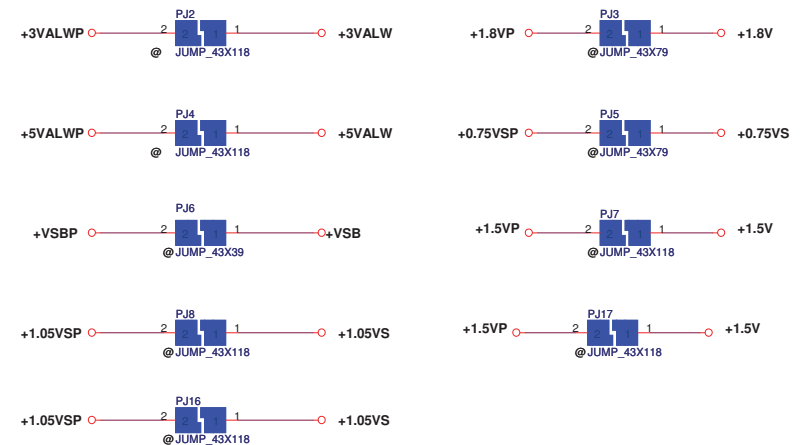 PJ2
+3VALWP 2 2 1 1 +3VALW
@ JUMP_43X118
PJ3
+1.8VP 2 2 1 1 +1.8V
@JUMP_43X79
PJ4
+5VALWP 2 2 1 1 +5VALW
@ JUMP_43X118
PJ5
+0.75VSP 2 2 1 1 +0.75VS
@JUMP_43X79
PJ6
+VSBP 2 2 1 1 +VSB
@JUMP_43X39
PJ7
+1.5VP 2 2 1 1 +1.5V
@JUMP_43X118
PJ8
+1.05VSP 2 2 1 1 +1.05VS
@JUMP_43X118
PJ17
+1.5VP 2 2 1 1 +1.5V
@JUMP_43X118
PJ16
+1.05VSP 2 2 1 1 +1.05VS
@JUMP_43X118